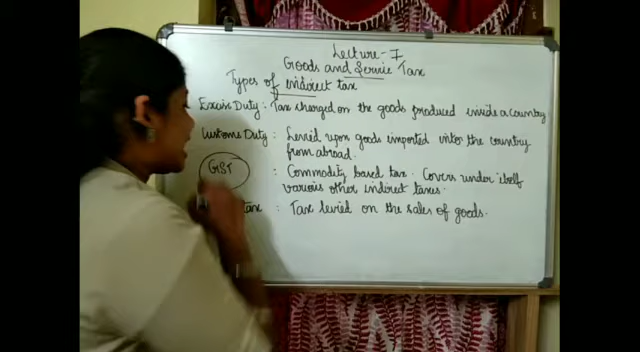 Lecture - 7
Goods and Service Tax
Types of indirect tax
Excise Duty : Tax charged on the goods produced inside a country
Custome Duty : Levied upon goods imported into the country
from abroad.
GST : Commodity based tax. Covers under itself
various other indirect taxes.
tax : Tax levied on the sales of goods.